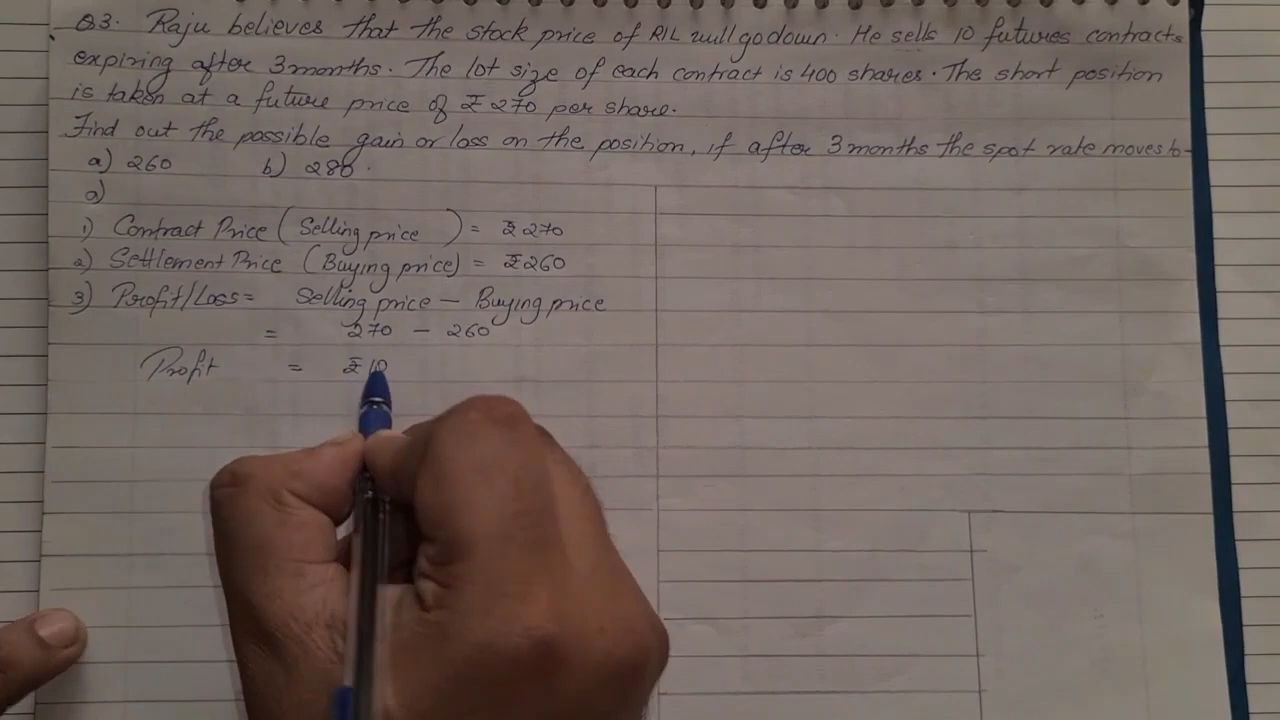 Q3. Raju believes that the stock price of RIL will go down. He sells 10 futures contracts
expiring after 3 months. The lot size of each contract is 400 shares. The short position
is taken at a future price of ₹ 270 per share.
Find out the possible gain or loss on the position, if after 3 months the spot rate moves to-
a) 260 b) 280.
a)
1) Contract Price (Selling price) = ₹ 270
2) Settlement Price (Buying price) = ₹ 260
3) Profit/Loss = Selling price - Buying price
= 270 - 260
Profit = ₹ 10